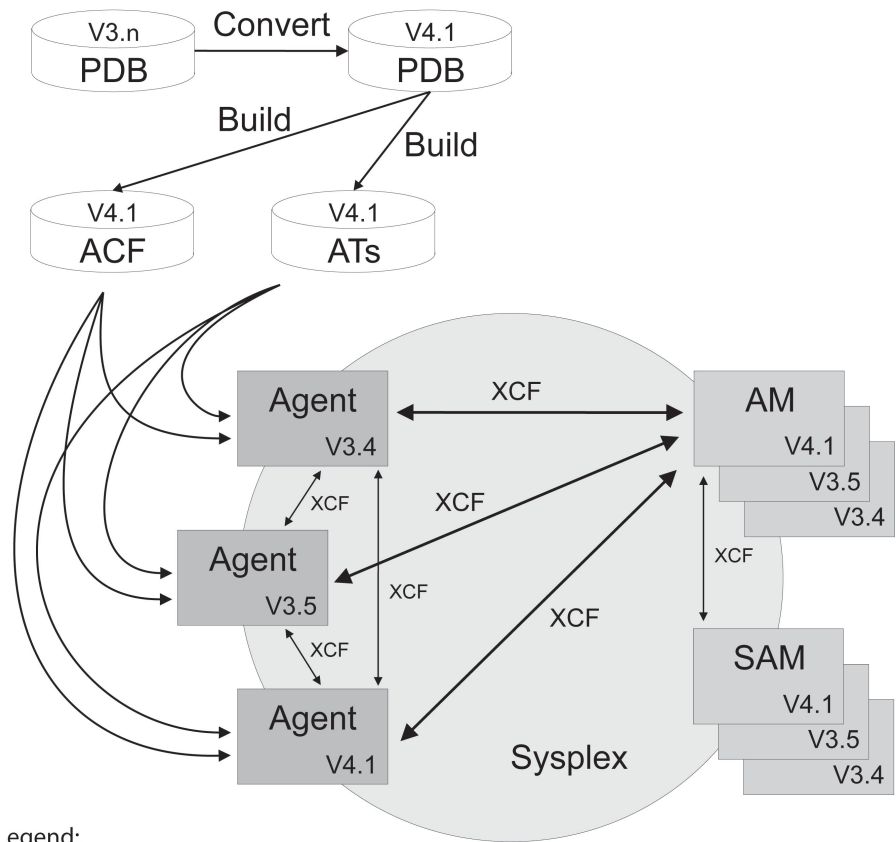 V3.n
PDB
Convert
V4.1
PDB
Build
Build
V4.1
ACF
V4.1
ATs
Agent
V3.4
XCF
AM
V4.1
V3.5
V3.4
XCF
XCF
Agent
V3.5
XCF
XCF
XCF
XCF
Agent
V4.1
SAM
V4.1
V3.5
V3.4
Sysplex
egend: